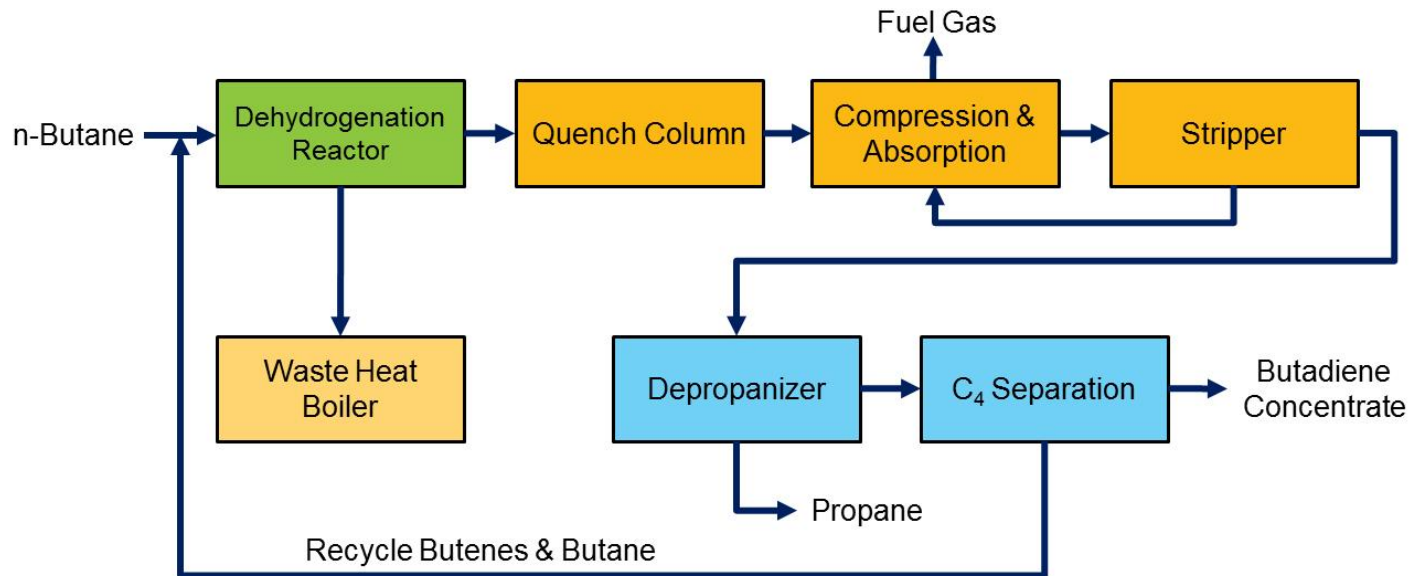 Fuel Gas
n-Butane
Dehydrogenation
Reactor
Quench Column
Compression &
Absorption
Stripper
Waste Heat
Boiler
Depropanizer
C₄ Separation
Butadiene
Concentrate
Propane
Recycle Butenes & Butane